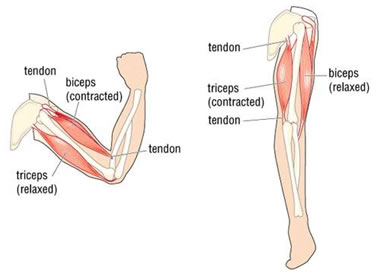 tendon
biceps
(contracted)
tendon
triceps
(relaxed)
tendon
triceps
(contracted)
tendon
biceps
(relaxed)